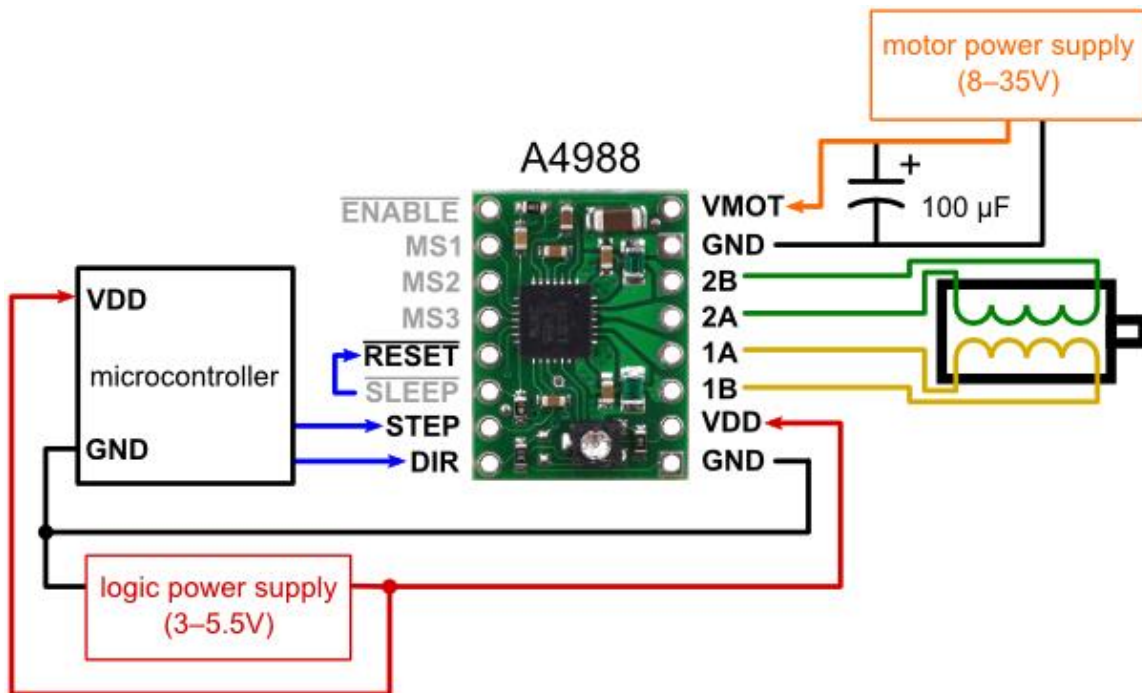 motor power supply
(8–35V)
A4988
ENABLE
MS1
MS2
MS3
RESET
SLEEP
STEP
DIR
VMOT
GND
2B
2A
1A
1B
VDD
GND
+
100 µF
VDD
microcontroller
GND
logic power supply
(3–5.5V)